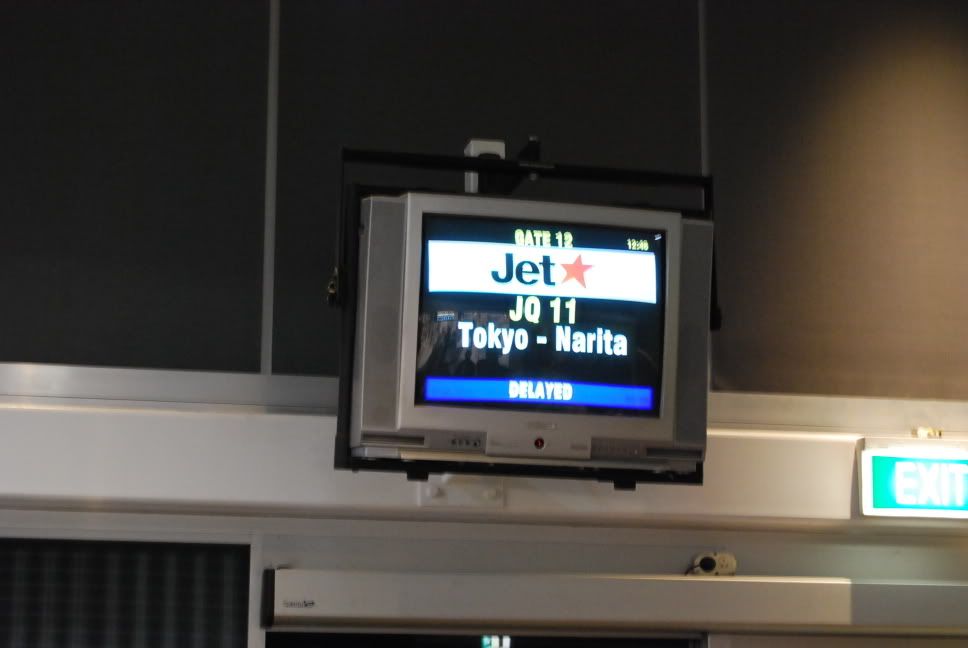 GATE 12
Jet
JQ 11
Tokyo - Narita
DELAYED
EXIT